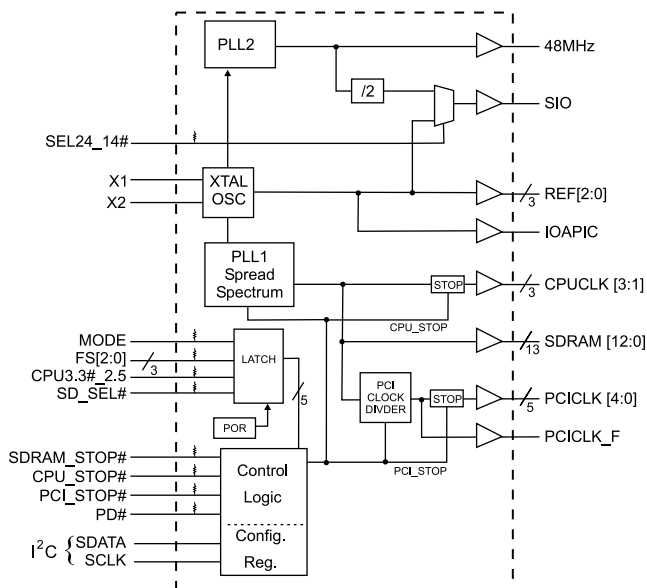 PLL2
48MHz
/2
SIO
SEL24_14#
X1
X2
XTAL
OSC
REF[2:0]
3
IOAPIC
PLL1
Spread
Spectrum
STOP
CPUCLK [3:1]
3
CPU_STOP
MODE
FS[2:0]
3
CPU3.3#_2.5
SD_SEL#
LATCH
5
POR
SDRAM [12:0]
13
PCI
CLOCK
DIVDER
STOP
PCICLK [4:0]
5
PCICLK_F
PCI_STOP
SDRAM_STOP#
CPU_STOP#
PCI_STOP#
PD#
Control
Logic
Config.
Reg.
I²C { SDATA
SCLK